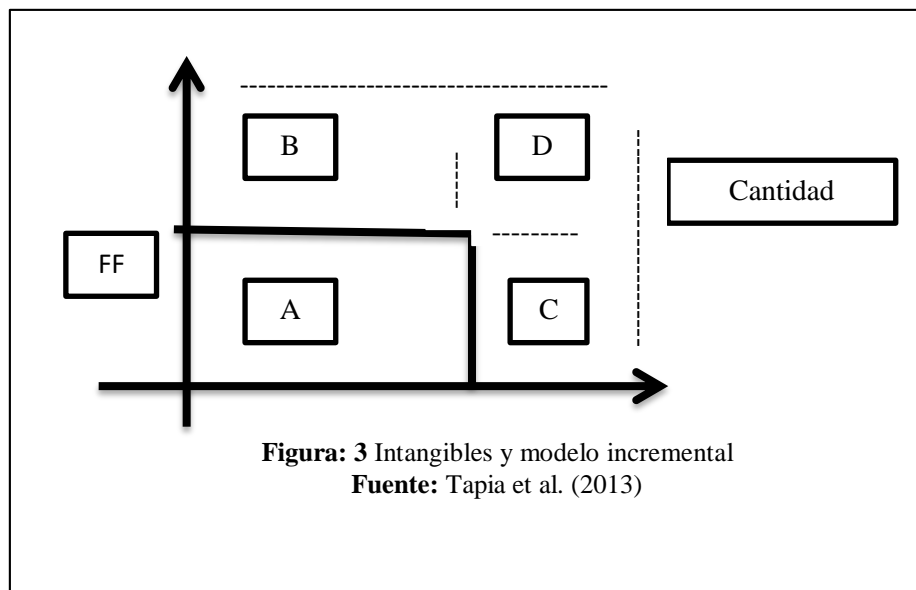 B
D
Cantidad
FF
A
C
Figura: 3 Intangibles y modelo incremental
Fuente: Tapia et al. (2013)